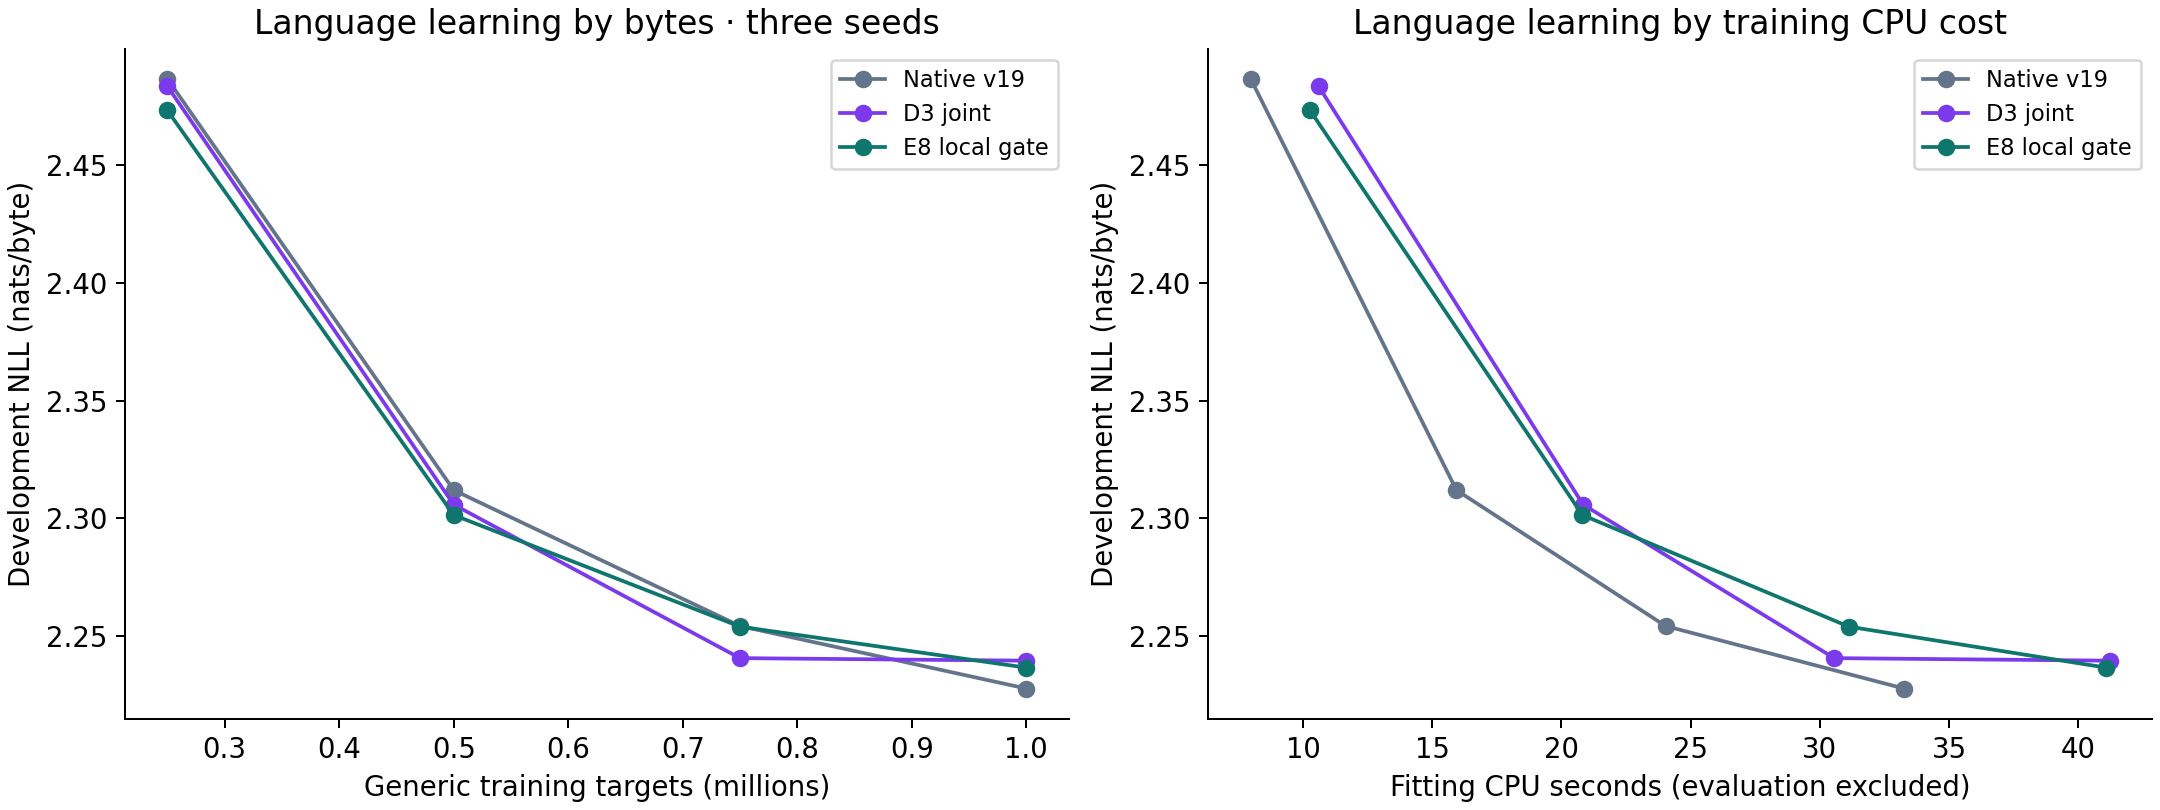 Language learning by bytes · three seeds
Native v19
D3 joint
E8 local gate
Development NLL (nats/byte)
2.45
2.40
2.35
2.30
2.25
0.3 0.4 0.5 0.6 0.7 0.8 0.9 1.0
Generic training targets (millions)
Language learning by training CPU cost
Native v19
D3 joint
E8 local gate
Development NLL (nats/byte)
2.45
2.40
2.35
2.30
2.25
10 15 20 25 30 35 40
Fitting CPU seconds (evaluation excluded)